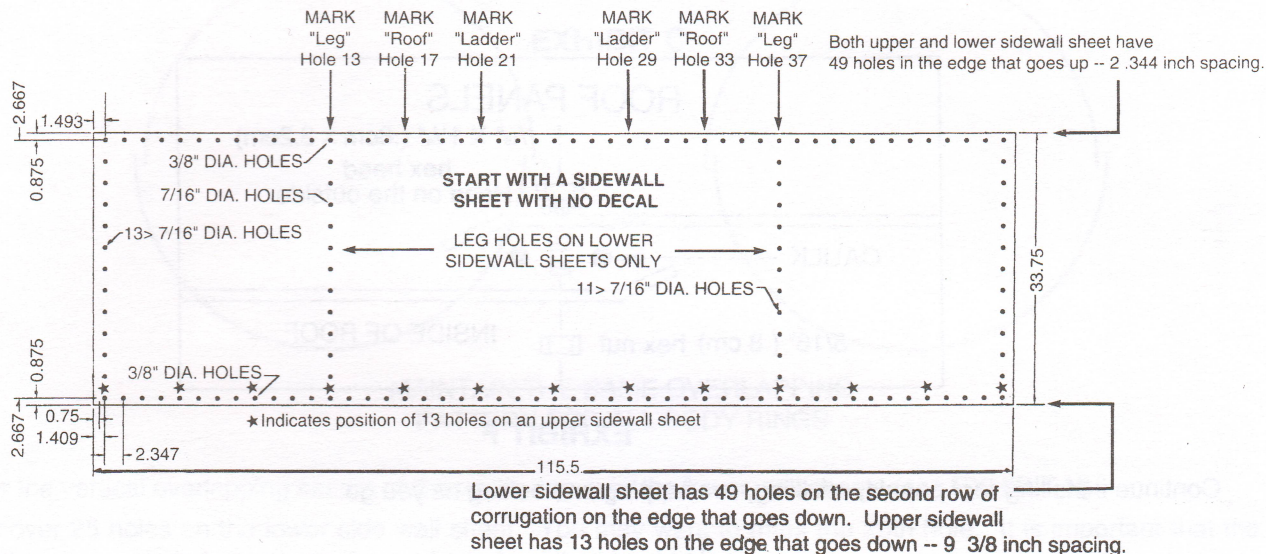 MARK "Leg" Hole 13
MARK "Roof" Hole 17
MARK "Ladder" Hole 21
MARK "Ladder" Hole 29
MARK "Roof" Hole 33
MARK "Leg" Hole 37
Both upper and lower sidewall sheet have
49 holes in the edge that goes up -- 2 .344 inch spacing.
2.667
1.493
0.875
3/8" DIA. HOLES
7/16" DIA. HOLES
13> 7/16" DIA. HOLES
START WITH A SIDEWALL
SHEET WITH NO DECAL
LEG HOLES ON LOWER
SIDEWALL SHEETS ONLY
11> 7/16" DIA. HOLES
33.75
0.875
3/8" DIA. HOLES
2.667
0.75
1.409
2.347
★Indicates position of 13 holes on an upper sidewall sheet
115.5
Lower sidewall sheet has 49 holes on the second row of
corrugation on the edge that goes down. Upper sidewall
sheet has 13 holes on the edge that goes down -- 9 3/8 inch spacing.